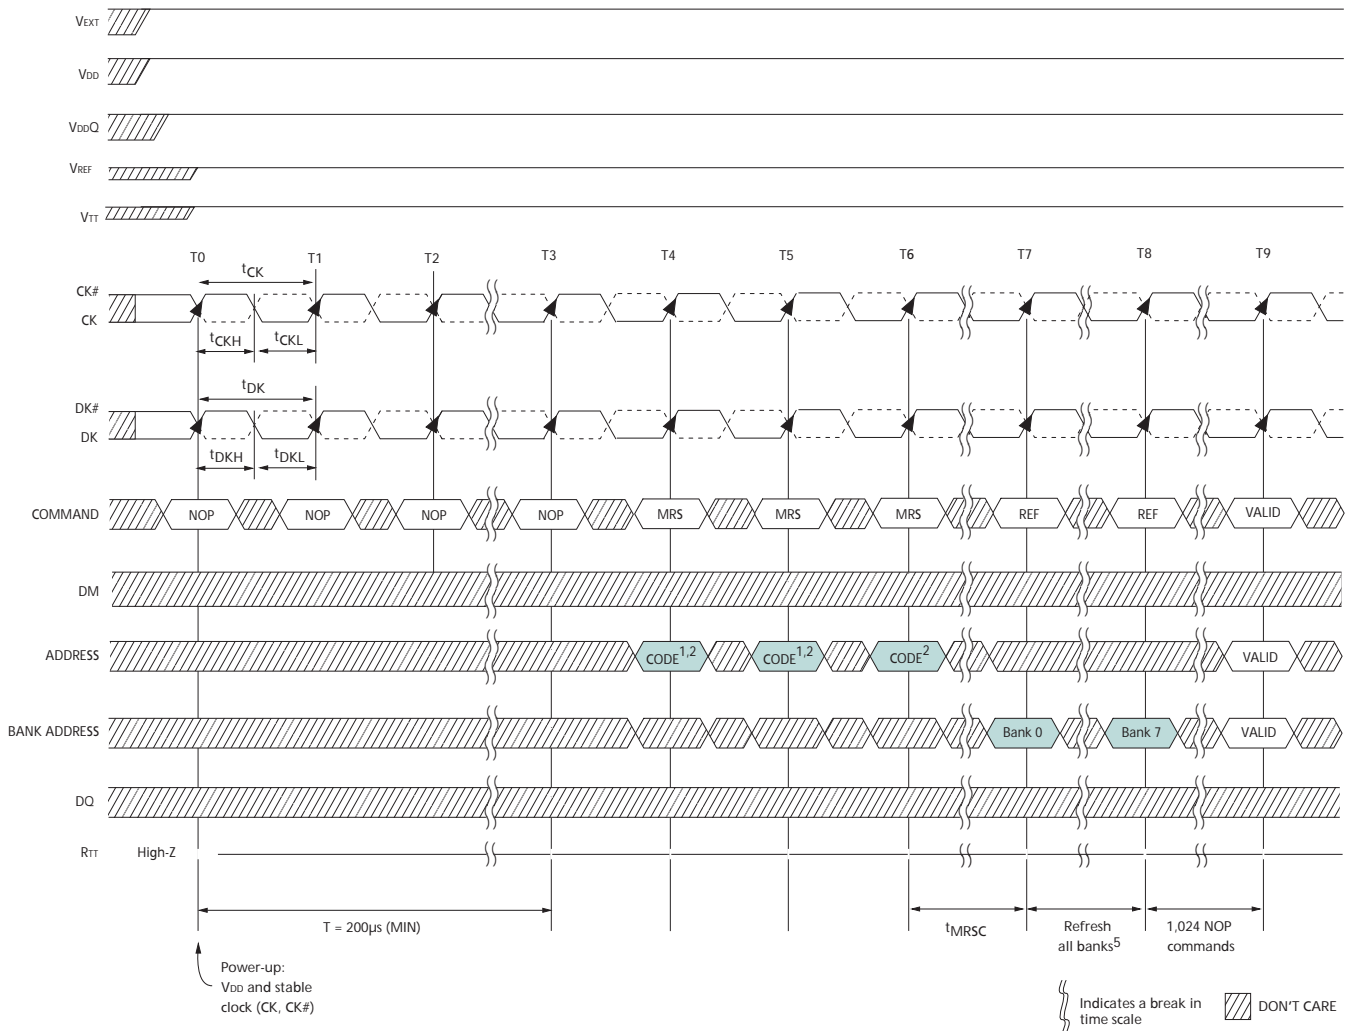 VEXT
VDD
VDDQ
VREF
VTT
T0 T1 T2 T3 T4 T5 T6 T7 T8 T9
tCK
CK#
CK
tCKH tCKL
tDK
DK#
DK
tDKH tDKL
COMMAND NOP NOP NOP NOP MRS MRS MRS REF REF VALID
DM
ADDRESS CODE1,2 CODE1,2 CODE2 VALID
BANK ADDRESS Bank 0 Bank 7 VALID
DQ
RTT High-Z
T = 200µs (MIN)
tMRSC
Refresh
all banks5
1,024 NOP
commands
Power-up:
VDD and stable
clock (CK, CK#)
Indicates a break in
time scale
DON'T CARE